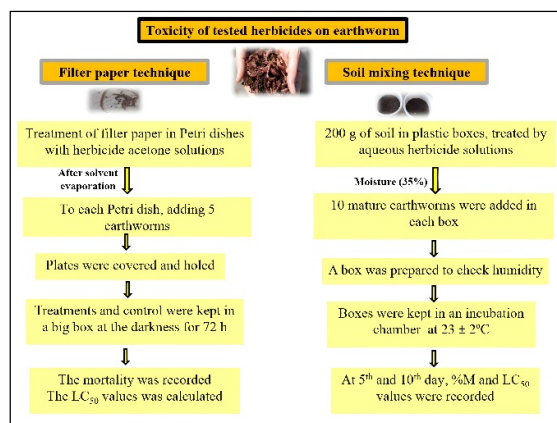 Toxicity of tested herbicides on earthworm
Filter paper technique
Treatment of filter paper in Petri dishes
with herbicide acetone solutions
After solvent
evaporation
To each Petri dish, adding 5
earthworms
Plates were covered and holed
Treatments and control were kept in
a big box at the darkness for 72 h
The mortality was recorded
The LC50 values was calculated
Soil mixing technique
200 g of soil in plastic boxes, treated by
aqueous herbicide solutions
Moisture (35%)
10 mature earthworms were added in
each box
A box was prepared to check humidity
Boxes were kept in an incubation
chamber at 23 ± 2ºC
At 5th and 10th day, %M and LC50
values were recorded